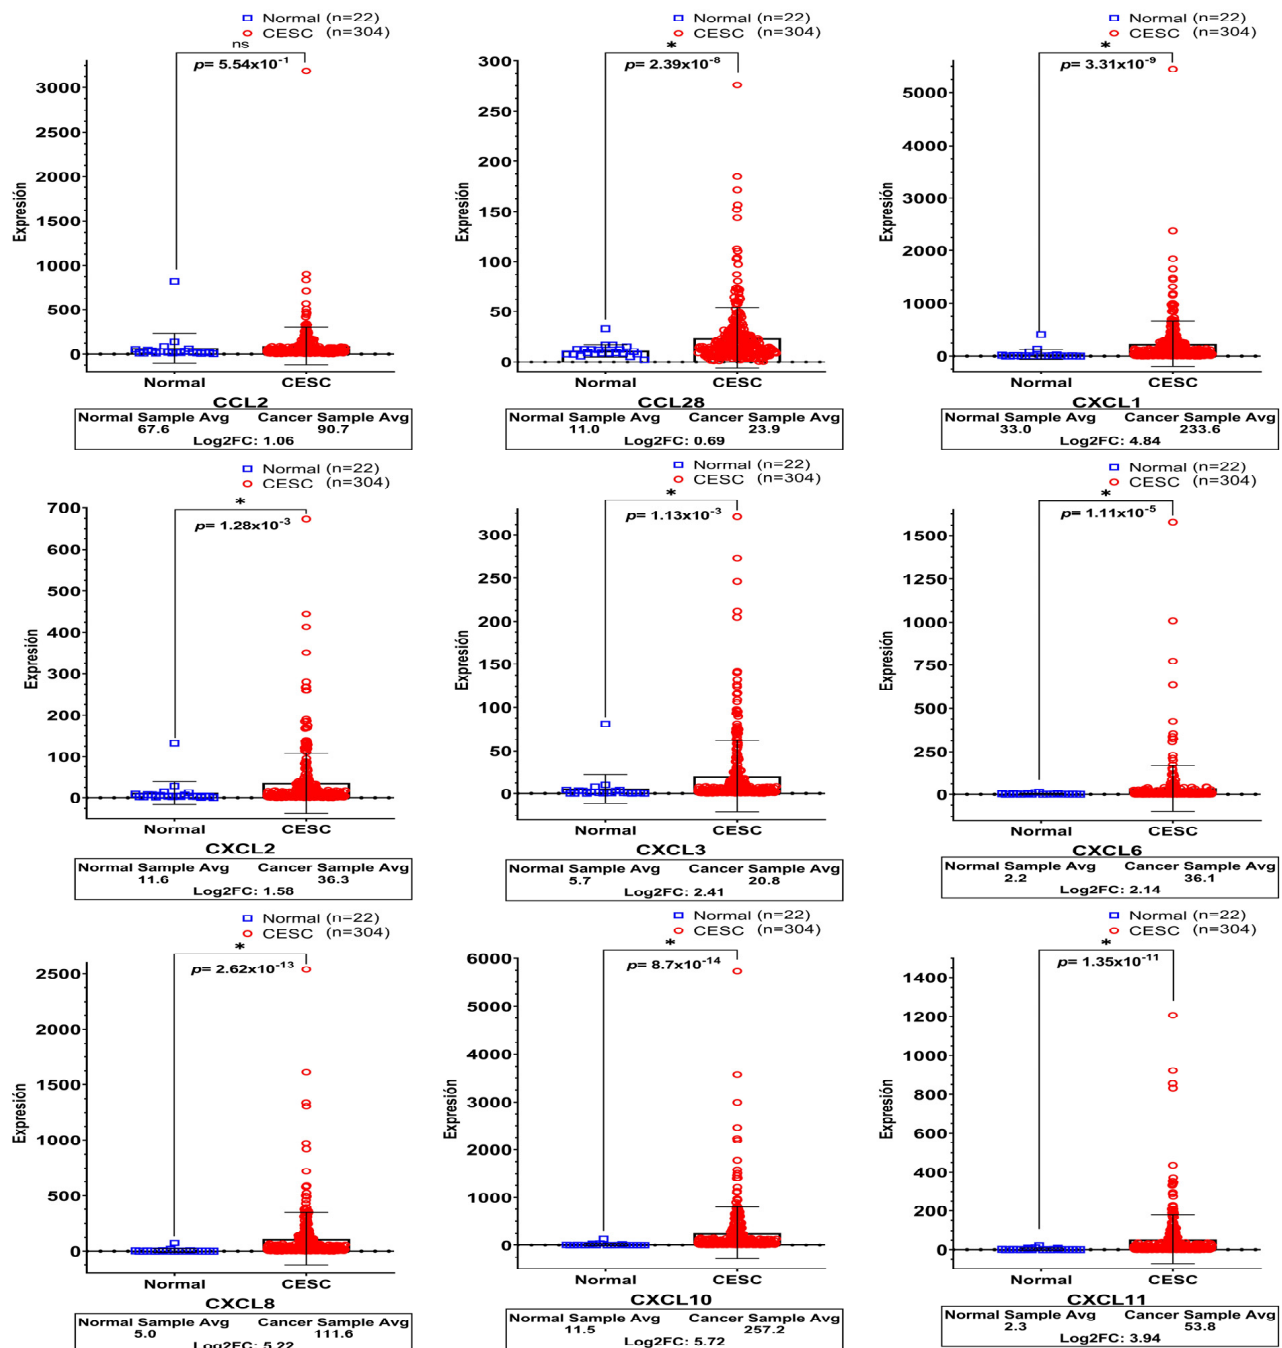 Normal (n=22)
CESC (n=304)
ns
p= 5.54x10-1
3000
2000
1000
500
0
Expresión
Normal CESC
CCL2
Normal Sample Avg Cancer Sample Avg
67.6 90.7
Log2FC: 1.06
Normal (n=22)
CESC (n=304)
*
p= 2.39x10-8
300
250
200
150
100
50
0
Expresión
Normal CESC
CCL28
Normal Sample Avg Cancer Sample Avg
11.0 23.9
Log2FC: 0.69
Normal (n=22)
CESC (n=304)
*
p= 3.31x10-9
5000
4000
3000
2000
1000
0
Expresión
Normal CESC
CXCL1
Normal Sample Avg Cancer Sample Avg
33.0 233.6
Log2FC: 4.84
Normal (n=22)
CESC (n=304)
*
p= 1.28x10-3
700
600
500
400
300
200
100
0
Expresión
Normal CESC
CXCL2
Normal Sample Avg Cancer Sample Avg
11.6 36.3
Log2FC: 1.58
Normal (n=22)
CESC (n=304)
*
p= 1.13x10-3
300
250
200
150
100
50
0
Expresión
Normal CESC
CXCL3
Normal Sample Avg Cancer Sample Avg
5.7 20.8
Log2FC: 2.41
Normal (n=22)
CESC (n=304)
*
p= 1.11x10-5
1500
1000
750
500
250
0
Expresión
Normal CESC
CXCL6
Normal Sample Avg Cancer Sample Avg
2.2 36.1
Log2FC: 2.14
Normal (n=22)
CESC (n=304)
*
p= 2.62x10-13
2500
2000
1500
1000
500
0
Expresión
Normal CESC
CXCL8
Normal Sample Avg Cancer Sample Avg
5.0 111.6
Log2FC: 5.22
Normal (n=22)
CESC (n=304)
*
p= 8.7x10-14
6000
5000
4000
3000
2000
1000
0
Expresión
Normal CESC
CXCL10
Normal Sample Avg Cancer Sample Avg
11.5 257.2
Log2FC: 5.72
Normal (n=22)
CESC (n=304)
*
p= 1.35x10-11
1400
1200
1000
800
600
400
200
0
Expresión
Normal CESC
CXCL11
Normal Sample Avg Cancer Sample Avg
2.3 53.8
Log2FC: 3.94